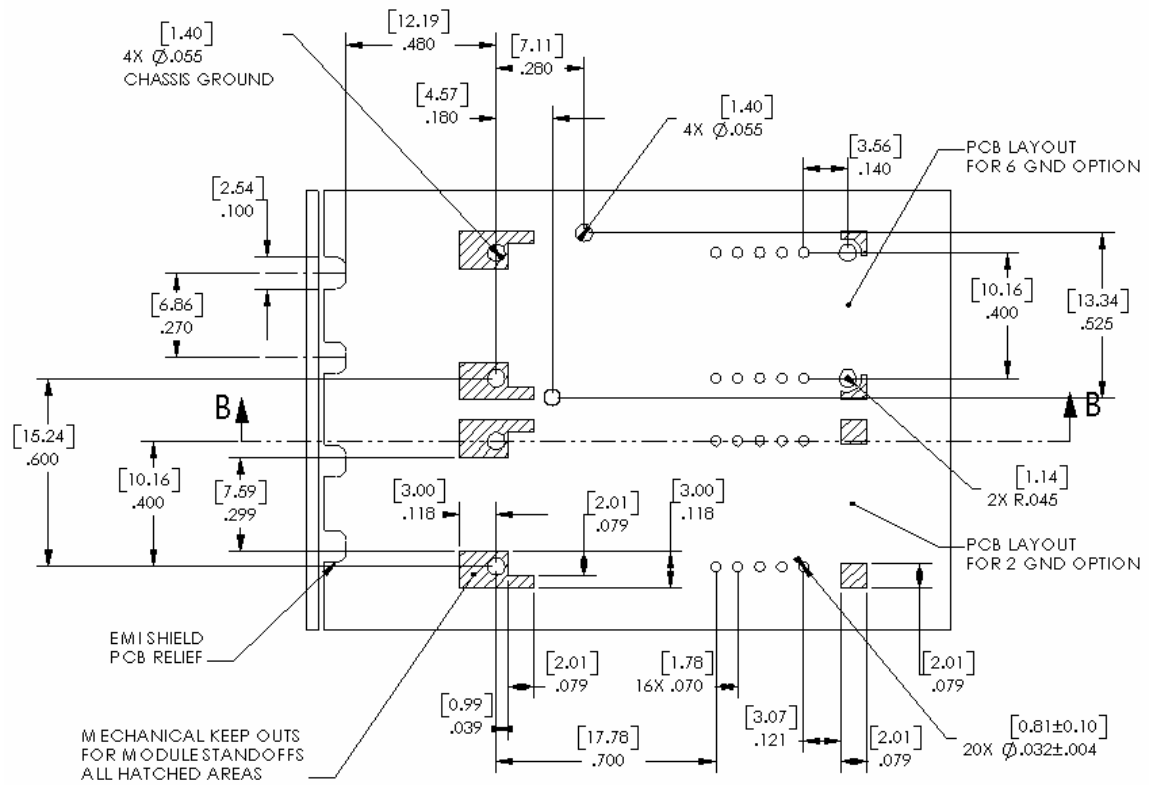 [1.40]
4X Ø.055
CHASSIS GROUND
[12.19]
.480
[7.11]
.280
[4.57]
.180
[1.40]
4X Ø.055
[3.56]
.140
PCB LAYOUT
FOR 6 GND OPTION
[2.54]
.100
[6.86]
.270
[10.16]
.400
[13.34]
.525
B
B
[15.24]
.600
[10.16]
.400
[7.59]
.299
[3.00]
.118
[2.01]
.079
[3.00]
.118
[1.14]
2X R.045
PCB LAYOUT
FOR 2 GND OPTION
EMI SHIELD
PCB RELIEF
[2.01]
.079
[1.78]
16X .070
[2.01]
.079
[0.99]
.039
[3.07]
.121
[0.81±0.10]
20X Ø.032±.004
MECHANICAL KEEP OUTS
FOR MODULE STANDOFFS
ALL HATCHED AREAS
[17.78]
.700
[2.01]
.079